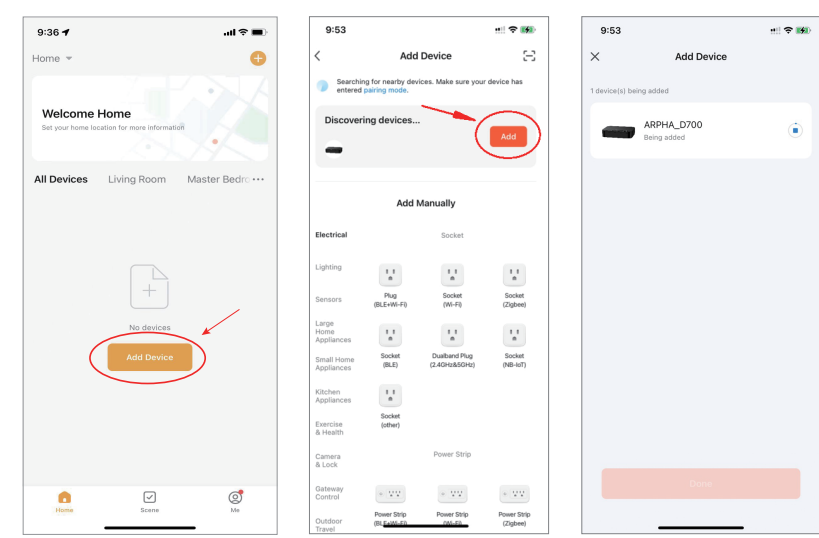 9:36
Home
Welcome Home
Set your home location for more information
All Devices Living Room Master Bedro ···
No devices
Add Device
Home Scene Me
9:53
Add Device
Searching for nearby devices. Make sure your device has
entered pairing mode.
Discovering devices...
Add
Add Manually
Electrical
Lighting
Sensors
Large
Home
Appliances
Small Home
Appliances
Kitchen
Appliances
Exercise
& Health
Camera
& Lock
Gateway
Control
Outdoor
Travel
Socket
Plug
(BLE+Wi-Fi)
Socket
(Wi-Fi)
Socket
(Zigbee)
Socket
(BLE)
Dualband Plug
(2.4GHz&5GHz)
Socket
(NB-IoT)
Socket
(other)
Power Strip
Power Strip
(BLE+Wi-Fi)
Power Strip
(Wi-Fi)
Power Strip
(Zigbee)
9:53
Add Device
1 device(s) being added
ARPHA_D700
Being added
Done